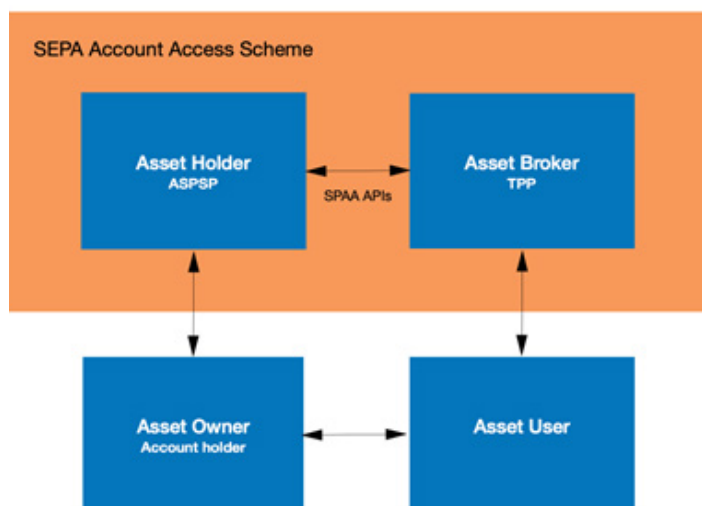 SEPA Account Access Scheme
Asset Holder
ASPSP
Asset Broker
TPP
SPAA APIs
Asset Owner
Account holder
Asset User